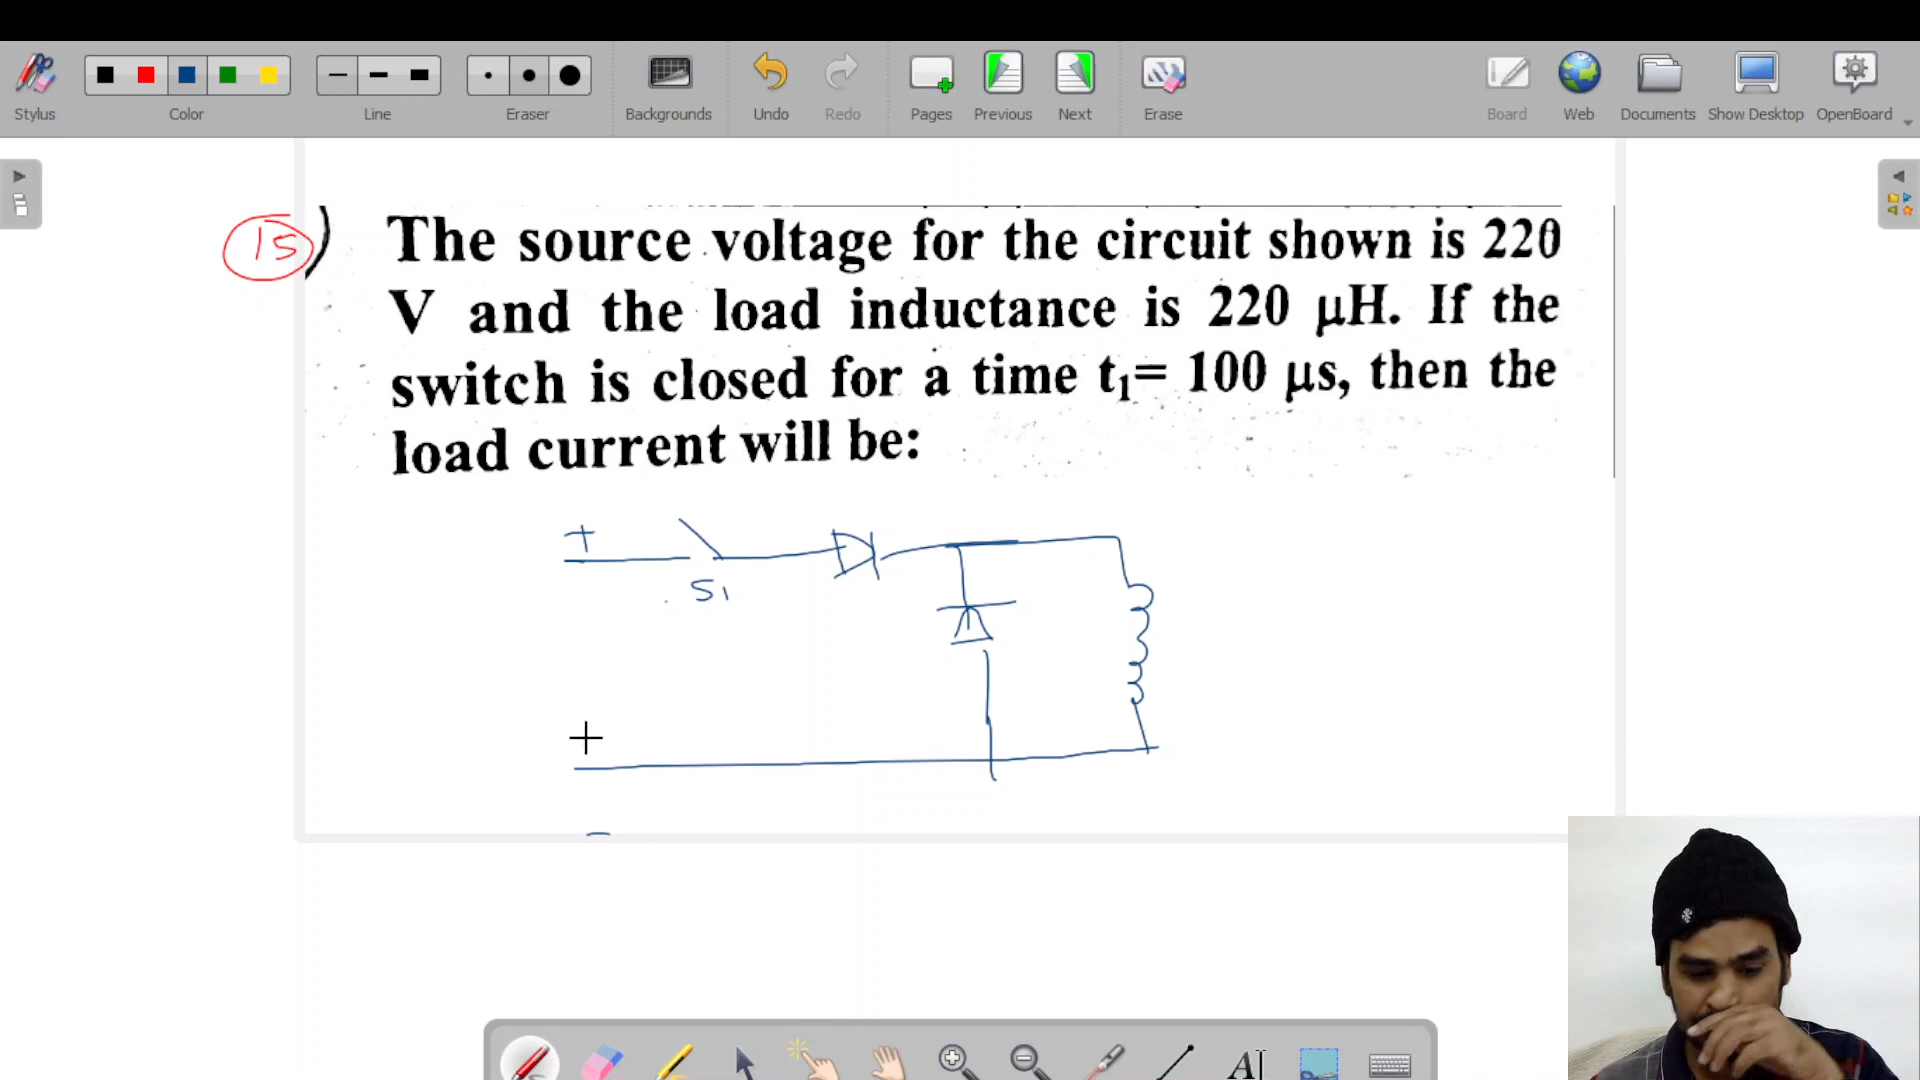 Stylus
Color
Line
Eraser
Backgrounds
Undo
Redo
Pages
Previous
Next
Erase
Board
Web
Documents
Show Desktop
OpenBoard
15) The source voltage for the circuit shown is 220
V and the load inductance is 220 μH. If the
switch is closed for a time t₁= 100 μs, then the
load current will be:
+
S1
+
-
A